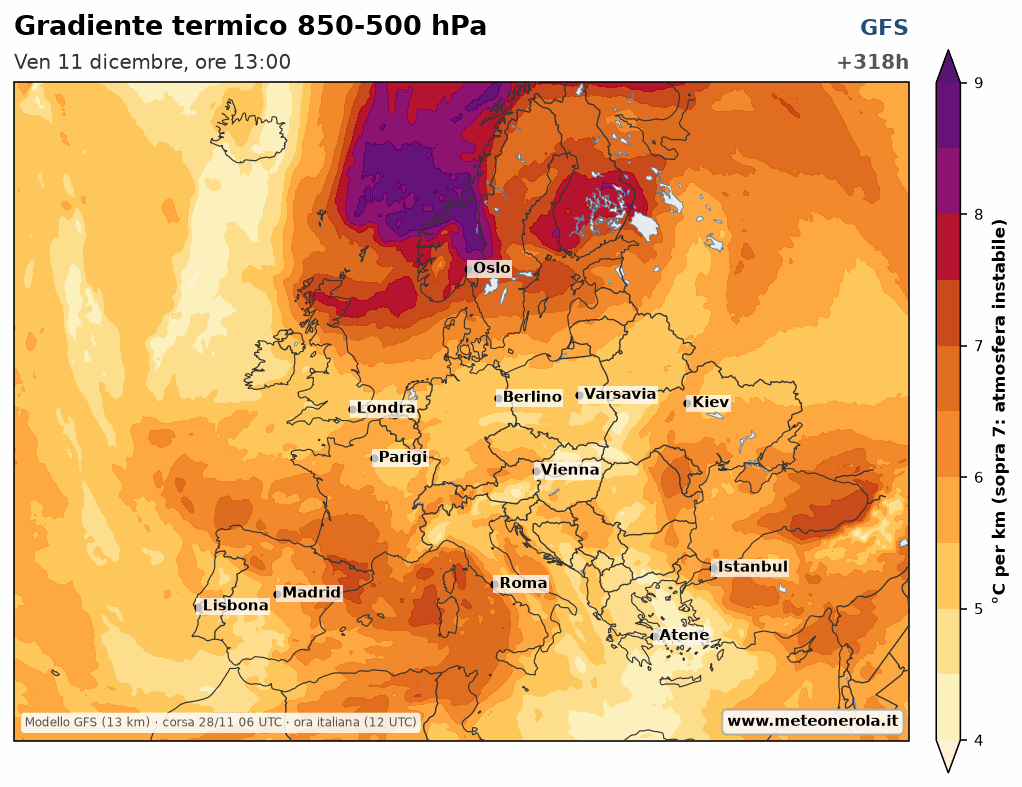 Gradiente termico 850-500 hPa
GFS
Ven 11 dicembre, ore 13:00
+318h
9
8
7
6
5
4
°C per km (sopra 7: atmosfera instabile)
Oslo
Londra
Berlino
Varsavia
Kiev
Parigi
Vienna
Istanbul
Roma
Madrid
Lisbona
Atene
Modello GFS (13 km) · corsa 28/11 06 UTC · ora italiana (12 UTC)
www.meteonerola.it